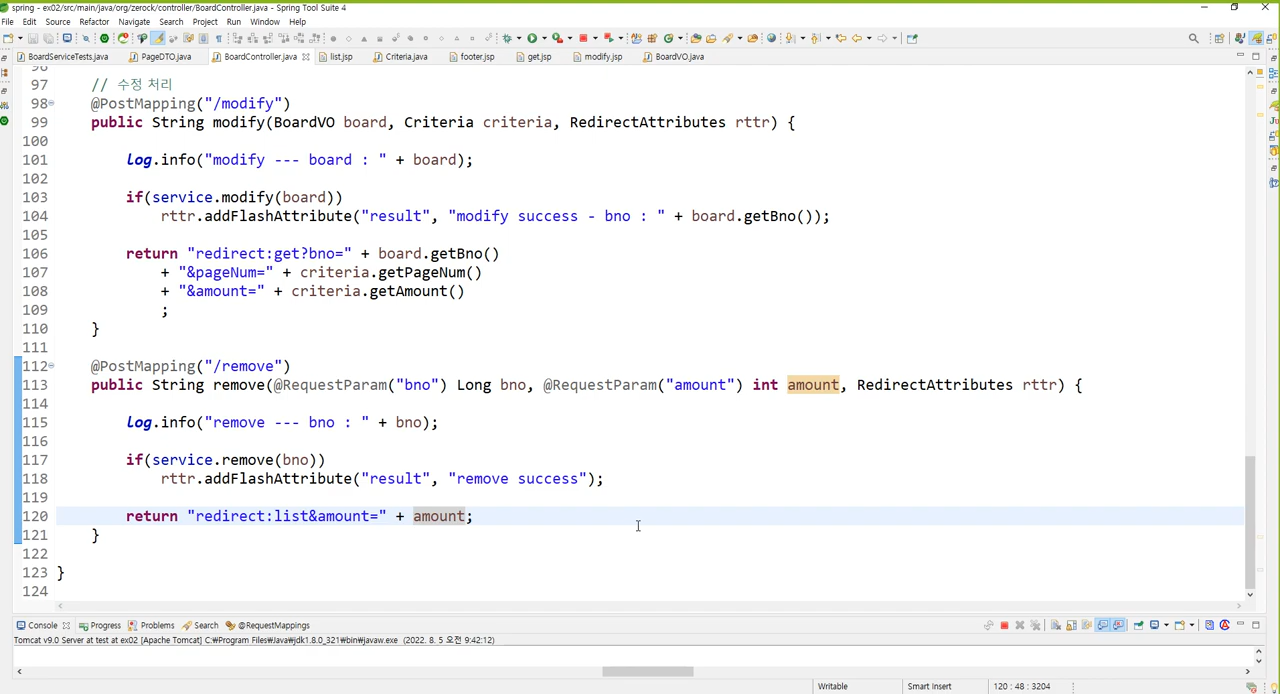 spring - ex02/src/main/java/org/zerock/controller/BoardController.java - Spring Tool Suite 4
File Edit Source Refactor Navigate Search Project Run Window Help
BoardServiceTests.java PageDTO.java BoardController.java list.jsp Criteria.java footer.jsp get.jsp modify.jsp BoardVO.java
96
97 // 수정 처리
98 @PostMapping("/modify")
99 public String modify(BoardVO board, Criteria criteria, RedirectAttributes rttr) {
100
101 log.info("modify --- board : " + board);
102
103 if(service.modify(board))
104 rttr.addFlashAttribute("result", "modify success - bno : " + board.getBno());
105
106 return "redirect:get?bno=" + board.getBno()
107 + "&pageNum=" + criteria.getPageNum()
108 + "&amount=" + criteria.getAmount()
109 ;
110 }
111
112 @PostMapping("/remove")
113 public String remove(@RequestParam("bno") Long bno, @RequestParam("amount") int amount, RedirectAttributes rttr) {
114
115 log.info("remove --- bno : " + bno);
116
117 if(service.remove(bno))
118 rttr.addFlashAttribute("result", "remove success");
119
120 return "redirect:list&amount=" + amount;
121 }
122
123 }
124
Console Progress Problems Search @RequestMappings
Tomcat v9.0 Server at test at ex02 [Apache Tomcat] C:₩Program Files₩Java₩jdk1.8.0_321₩bin₩javaw.exe (2022. 8. 5 오전 9:42:12)
Writable Smart Insert 120 : 48 : 3204